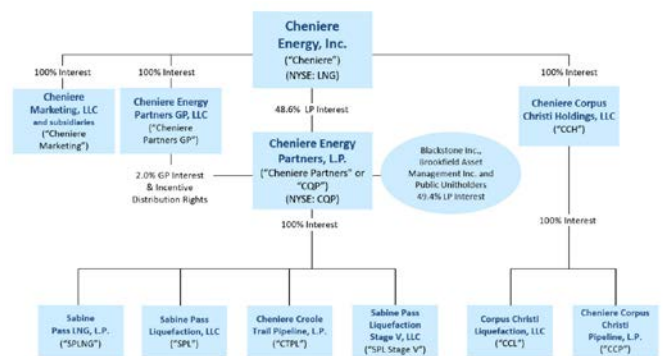 Cheniere
Energy, Inc.
("Cheniere")
(NYSE: LNG)
100% Interest
100% Interest
100% Interest
48.6% LP Interest
Cheniere
Marketing, LLC
and subsidiaries
("Cheniere
Marketing")
Cheniere Energy
Partners GP, LLC
("Cheniere
Partners GP")
Cheniere Corpus
Christi Holdings, LLC
("CCH")
Cheniere Energy
Partners, L.P.
("Cheniere Partners" or
"CQP")
(NYSE: CQP)
Blackstone Inc.,
Brookfield Asset
Management Inc. and
Public Unitholders
49.4% LP Interest
2.0% GP Interest
& Incentive
Distribution Rights
100% Interest
100% Interest
Sabine
Pass LNG, L.P.
("SPLNG")
Sabine Pass
Liquefaction, LLC
("SPL")
Cheniere Creole
Trail Pipeline, L.P.
("CTPL")
Sabine Pass
Liquefaction
Stage V, LLC
("SPL Stage V")
Corpus Christi
Liquefaction, LLC
("CCL")
Cheniere Corpus
Christi
Pipeline, L.P.
("CCP")